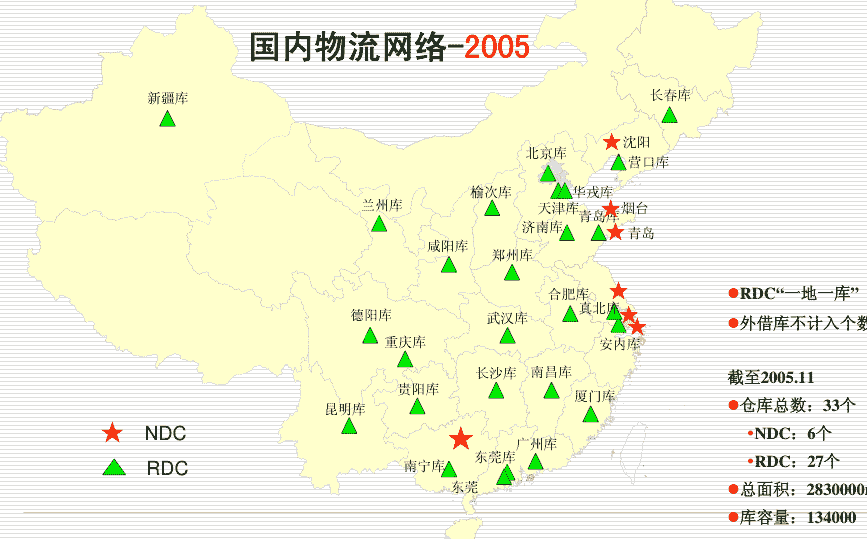 国内物流网络-2005
新疆库
长春库
沈阳
营口库
北京库
榆次库
华戎库
天津库
烟台
青岛库
兰州库
济南库
青岛
咸阳库
郑州库
RDC“一地一库”
合肥库
真北库
外借库不计入个数
德阳库
武汉库
安内库
重庆库
长沙库
南昌库
截至2005.11
贵阳库
厦门库
仓库总数：33个
昆明库
NDC
NDC：6个
广州库
东莞库
RDC：27个
南宁库
RDC
东莞
总面积：2830000
库容量：134000